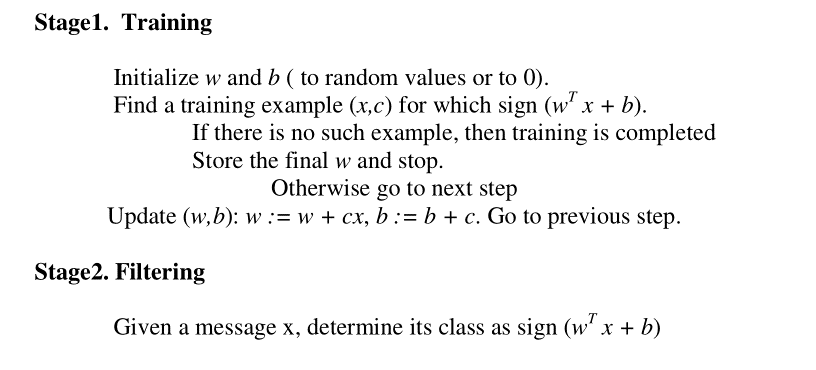 Stage1. Training
Initialize w and b ( to random values or to 0).
Find a training example (x,c) for which sign (w^T x + b).
If there is no such example, then training is completed
Store the final w and stop.
Otherwise go to next step
Update (w,b): w := w + cx, b := b + c. Go to previous step.
Stage2. Filtering
Given a message x, determine its class as sign (w^T x + b)